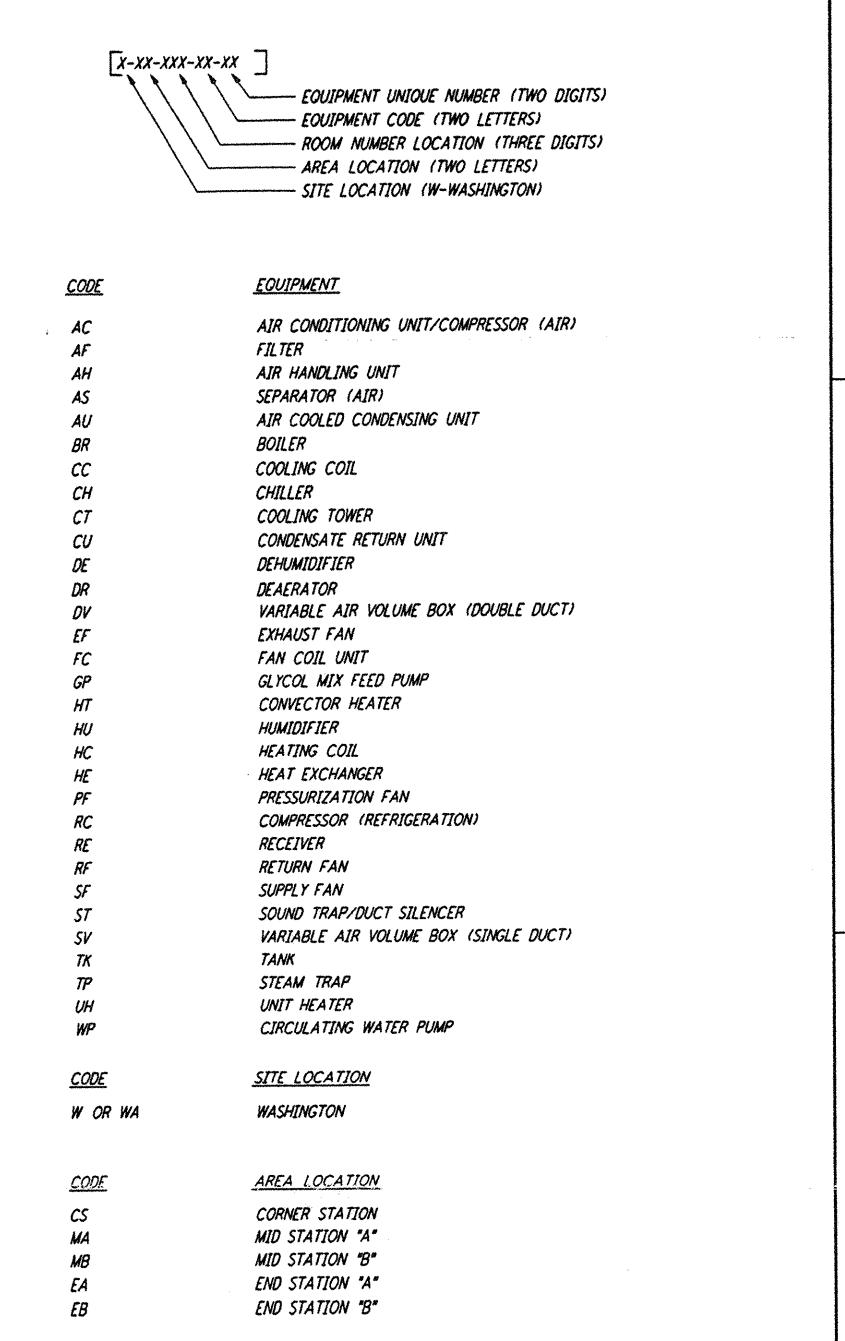 [X-XX-XXX-XX-XX ]
EQUIPMENT UNIQUE NUMBER (TWO DIGITS)
EQUIPMENT CODE (TWO LETTERS)
ROOM NUMBER LOCATION (THREE DIGITS)
AREA LOCATION (TWO LETTERS)
SITE LOCATION (W-WASHINGTON)
CODE EQUIPMENT
AC AIR CONDITIONING UNIT/COMPRESSOR (AIR)
AF FILTER
AH AIR HANDLING UNIT
AS SEPARATOR (AIR)
AU AIR COOLED CONDENSING UNIT
BR BOILER
CC COOLING COIL
CH CHILLER
CT COOLING TOWER
CU CONDENSATE RETURN UNIT
DE DEHUMIDIFIER
DR DEAERATOR
DV VARIABLE AIR VOLUME BOX (DOUBLE DUCT)
EF EXHAUST FAN
FC FAN COIL UNIT
GP GLYCOL MIX FEED PUMP
HT CONVECTOR HEATER
HU HUMIDIFIER
HC HEATING COIL
HE HEAT EXCHANGER
PF PRESSURIZATION FAN
RC COMPRESSOR (REFRIGERATION)
RE RECEIVER
RF RETURN FAN
SF SUPPLY FAN
ST SOUND TRAP/DUCT SILENCER
SV VARIABLE AIR VOLUME BOX (SINGLE DUCT)
TK TANK
TP STEAM TRAP
UH UNIT HEATER
WP CIRCULATING WATER PUMP
CODE SITE LOCATION
W OR WA WASHINGTON
CODE AREA LOCATION
CS CORNER STATION
MA MID STATION "A"
MB MID STATION "B"
EA END STATION "A"
EB END STATION "B"